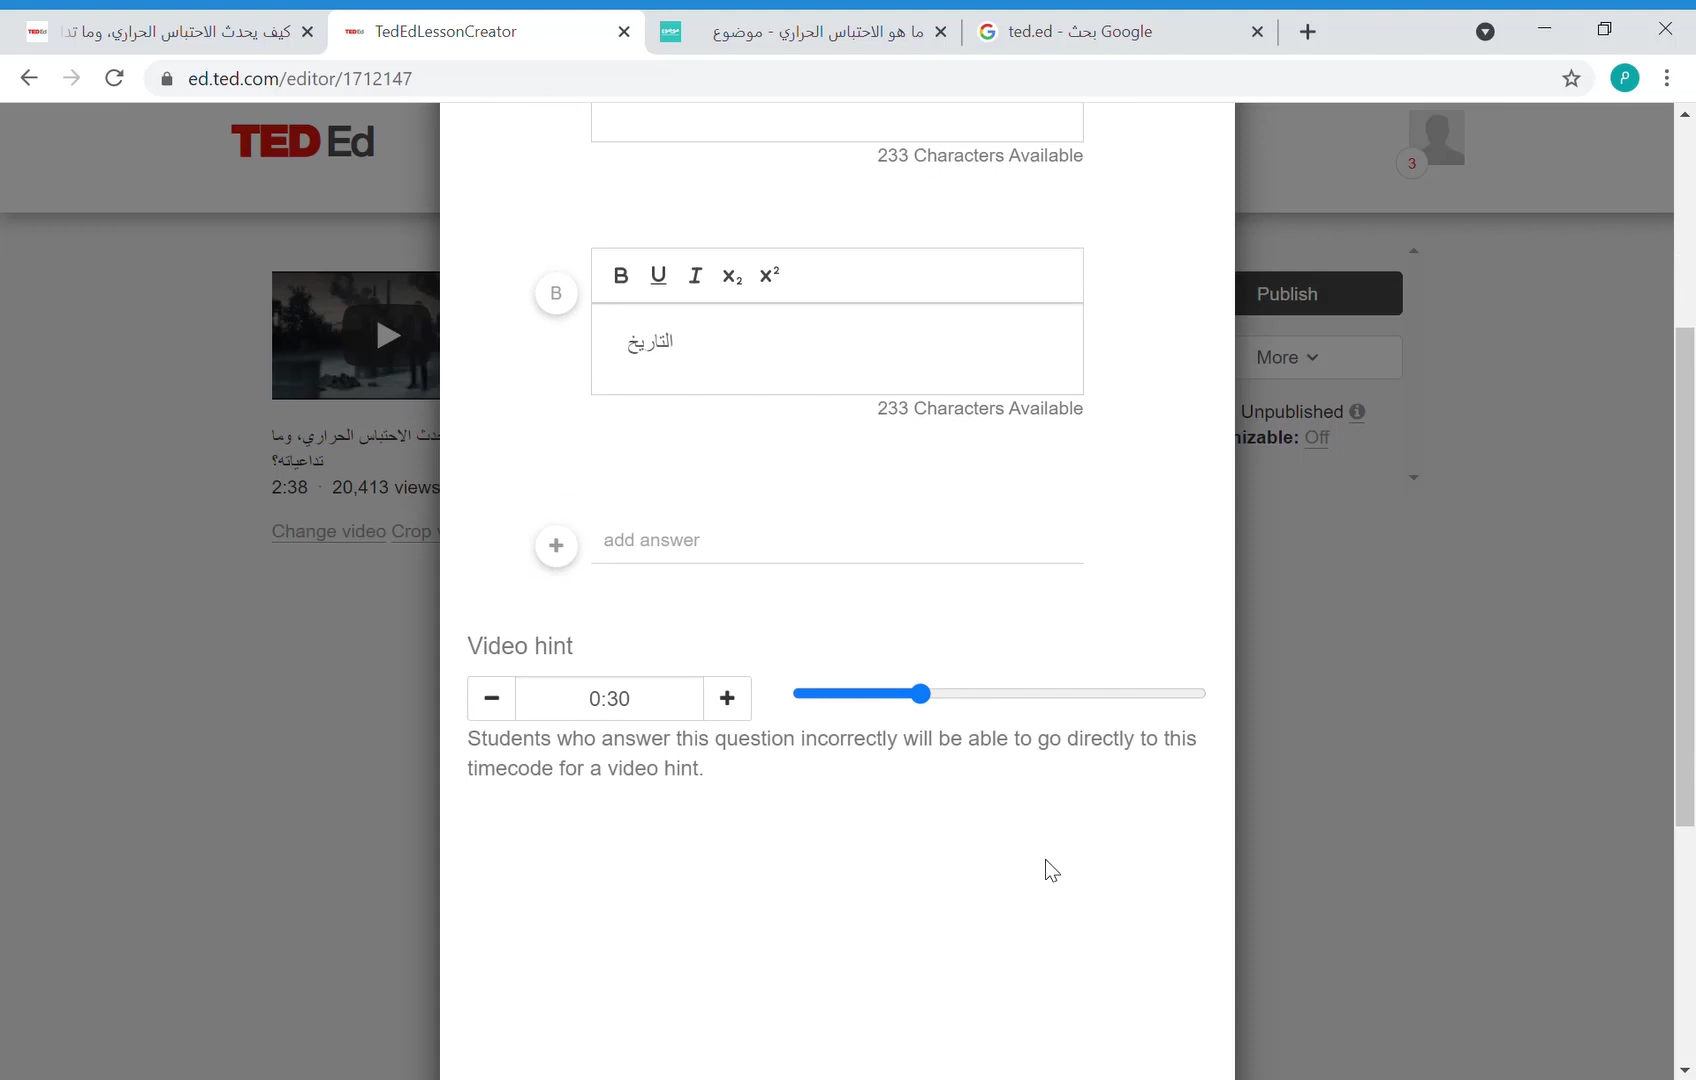 كيف يحدث الاحتباس الحراري، وما تدا
TedEdLessonCreator
ما هو الاحتباس الحراري - موضوع
ted.ed - بحث Google
ed.ted.com/editor/1712147
TED Ed
3
233 Characters Available
B U I X₂ X²
B
التاريخ
233 Characters Available
Publish
More
Unpublished
nizable: Off
حدث الاحتباس الحراري، وما
تداعياته؟
2:38 · 20,413 views
Change video Crop
add answer
Video hint
0:30
Students who answer this question incorrectly will be able to go directly to this
timecode for a video hint.